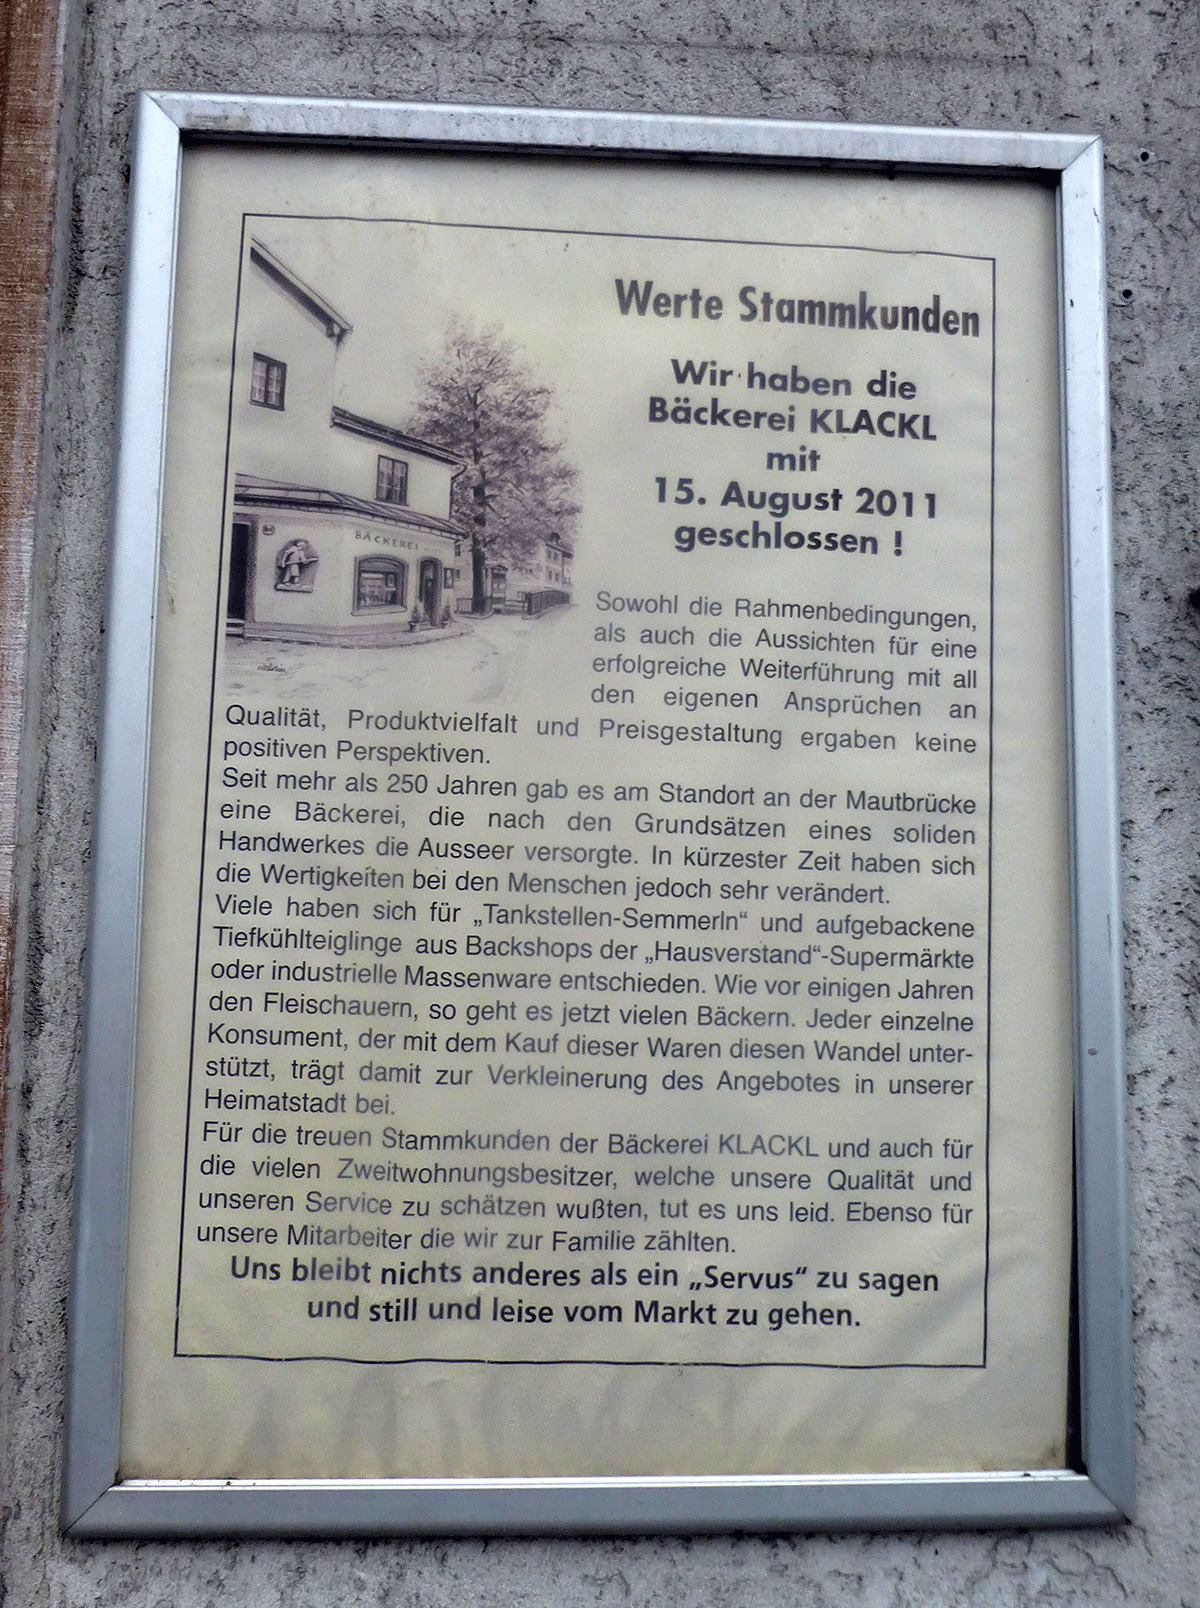 Werte Stammkunden
Wir haben die
Bäckerei KLACKL
mit
15. August 2011
geschlossen !
BÄCKEREI
Sowohl die Rahmenbedingungen,
als auch die Aussichten für eine
erfolgreiche Weiterführung mit all
den eigenen Ansprüchen an
Qualität, Produktvielfalt und Preisgestaltung ergaben keine
positiven Perspektiven.
Seit mehr als 250 Jahren gab es am Standort an der Mautbrücke
eine Bäckerei, die nach den Grundsätzen eines soliden
Handwerkes die Ausseer versorgte. In kürzester Zeit haben sich
die Wertigkeiten bei den Menschen jedoch sehr verändert.
Viele haben sich für „Tankstellen-Semmerln“ und aufgebackene
Tiefkühlteiglinge aus Backshops der „Hausverstand“-Supermärkte
oder industrielle Massenware entschieden. Wie vor einigen Jahren
den Fleischauern, so geht es jetzt vielen Bäckern. Jeder einzelne
Konsument, der mit dem Kauf dieser Waren diesen Wandel unter-
stützt, trägt damit zur Verkleinerung des Angebotes in unserer
Heimatstadt bei.
Für die treuen Stammkunden der Bäckerei KLACKL und auch für
die vielen Zweitwohnungsbesitzer, welche unsere Qualität und
unseren Service zu schätzen wußten, tut es uns leid. Ebenso für
unsere Mitarbeiter die wir zur Familie zählten.
Uns bleibt nichts anderes als ein „Servus“ zu sagen
und still und leise vom Markt zu gehen.